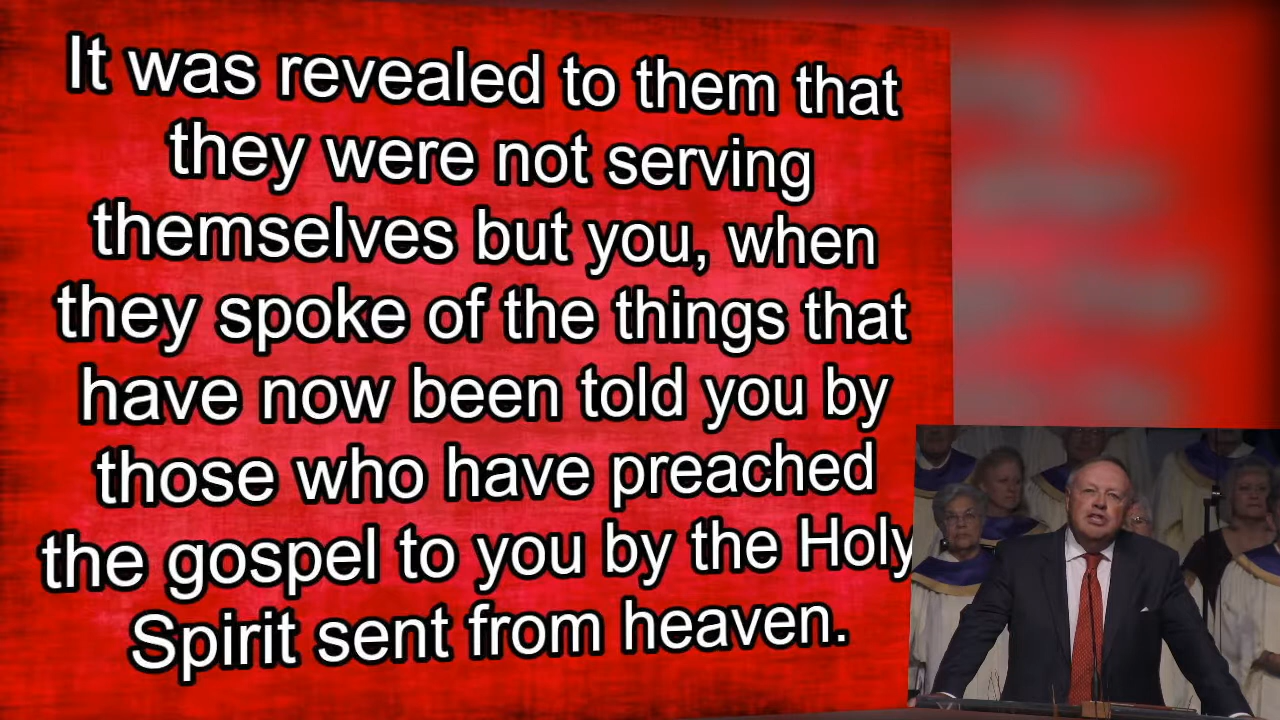 It was revealed to them that
they were not serving
themselves but you, when
they spoke of the things that
have now been told you by
those who have preached
the gospel to you by the Holy
Spirit sent from heaven.